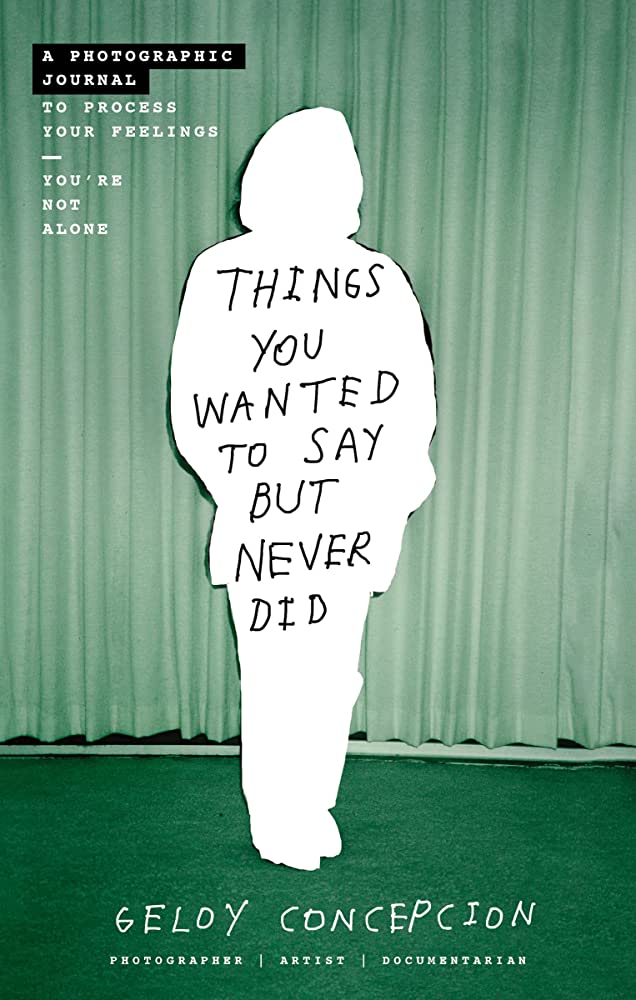 A PHOTOGRAPHIC
JOURNAL
TO PROCESS
YOUR FEELINGS
—
YOU'RE
NOT
ALONE
THINGS
YOU
WANTED
TO SAY
BUT
NEVER
DID
GELOY CONCEPCION
PHOTOGRAPHER | ARTIST | DOCUMENTARIAN